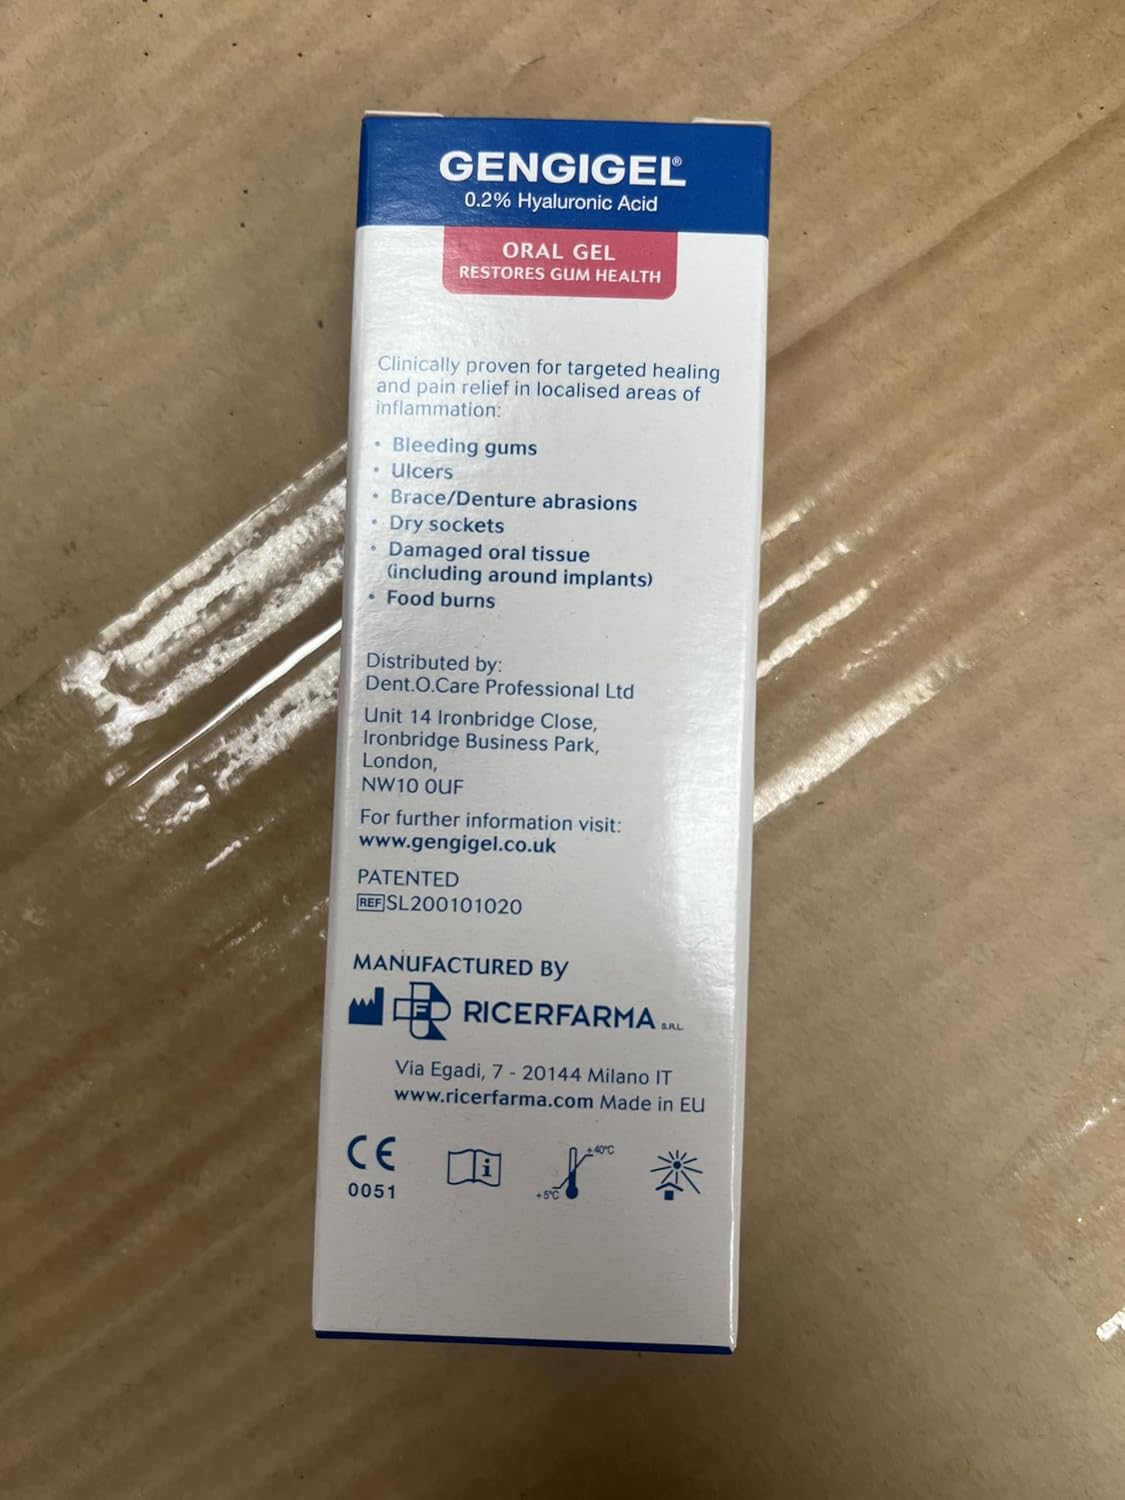 GENGIGEL®
0.2% Hyaluronic Acid
ORAL GEL
RESTORES GUM HEALTH
Clinically proven for targeted healing
and pain relief in localised areas of
inflammation:
• Bleeding gums
• Ulcers
• Brace/Denture abrasions
• Dry sockets
• Damaged oral tissue
(including around implants)
• Food burns
Distributed by:
Dent.O.Care Professional Ltd
Unit 14 Ironbridge Close,
Ironbridge Business Park,
London,
NW10 0UF
For further information visit:
www.gengigel.co.uk
PATENTED
REF SL200101020
MANUFACTURED BY
RICERFARMA S.R.L.
Via Egadi, 7 - 20144 Milano IT
www.ricerfarma.com Made in EU
CE
0051
i
+40°C
+5°C